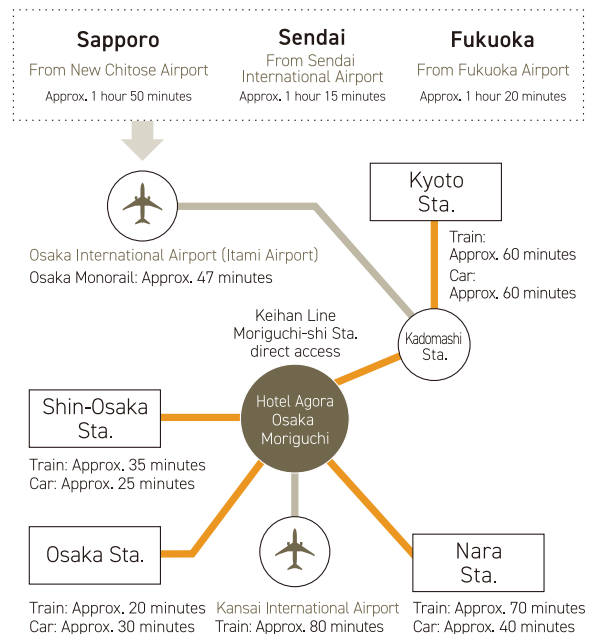 Sapporo
From New Chitose Airport
Approx. 1 hour 50 minutes
Sendai
From Sendai
International Airport
Approx. 1 hour 15 minutes
Fukuoka
From Fukuoka Airport
Approx. 1 hour 20 minutes
Osaka International Airport (Itami Airport)
Osaka Monorail: Approx. 47 minutes
Kyoto
Sta.
Train:
Approx. 60 minutes
Car:
Approx. 60 minutes
Kadomashi
Sta.
Keihan Line
Moriguchi-shi Sta.
direct access
Hotel Agora
Osaka
Moriguchi
Shin-Osaka
Sta.
Train: Approx. 35 minutes
Car: Approx. 25 minutes
Osaka Sta.
Train: Approx. 20 minutes
Car: Approx. 30 minutes
Kansai International Airport
Train: Approx. 80 minutes
Nara
Sta.
Train: Approx. 70 minutes
Car: Approx. 40 minutes